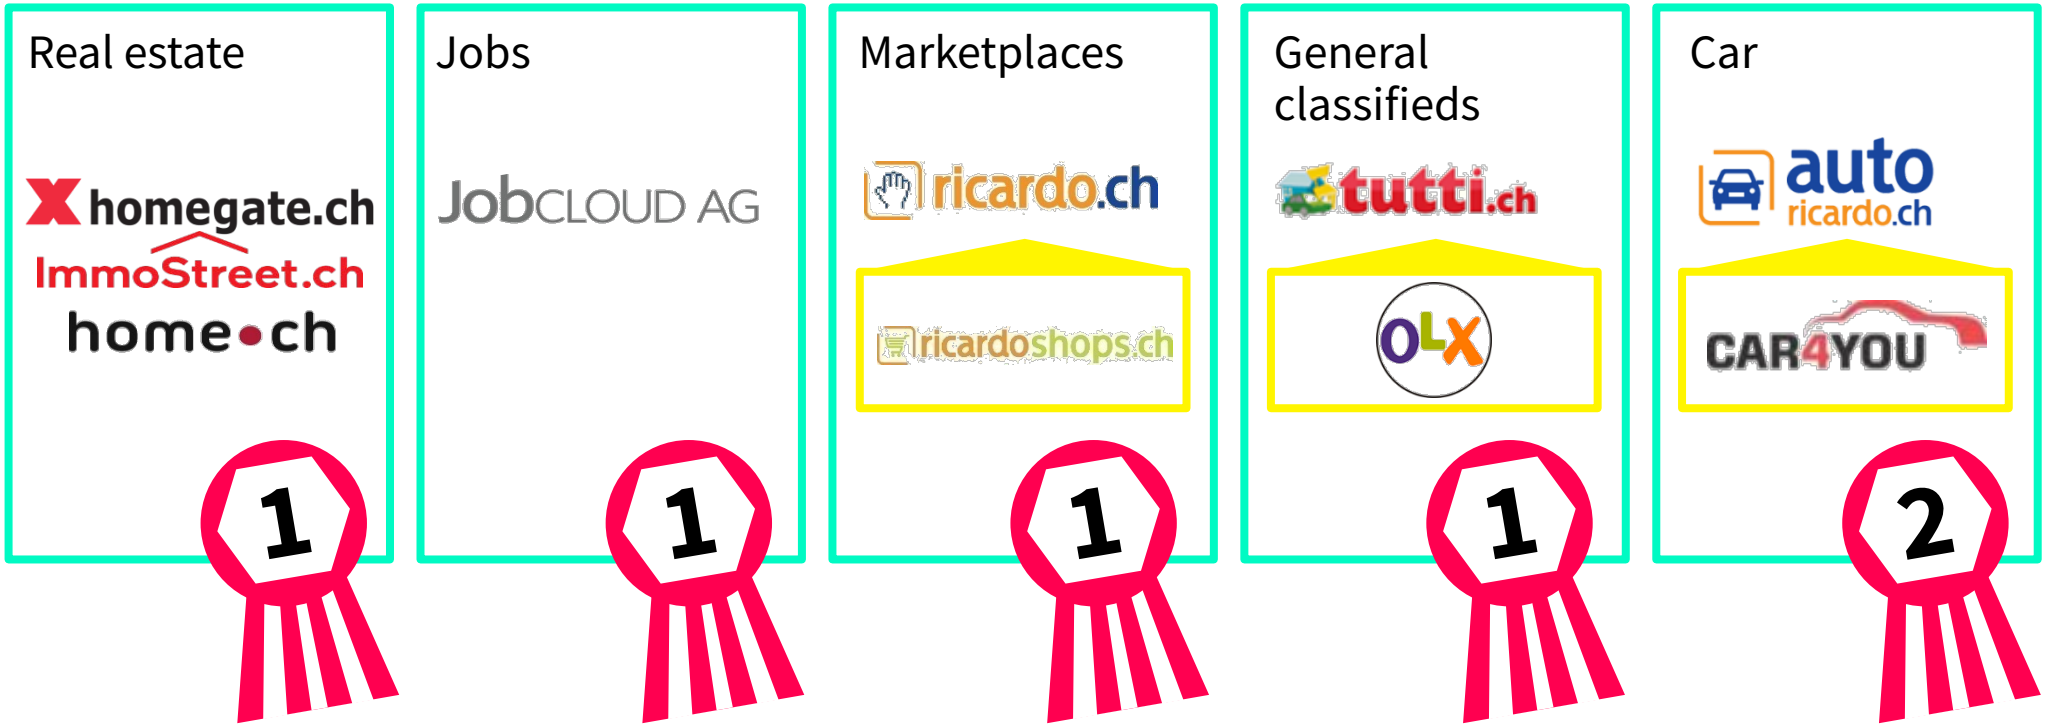 Real estate
homegate.ch
ImmoStreet.ch
home.ch
1
Jobs
JobCLOUD AG
1
Marketplaces
ricardo.ch
ricardoshops.ch
1
General
classifieds
tutti.ch
OLX
1
Car
auto
ricardo.ch
CAR4YOU
2